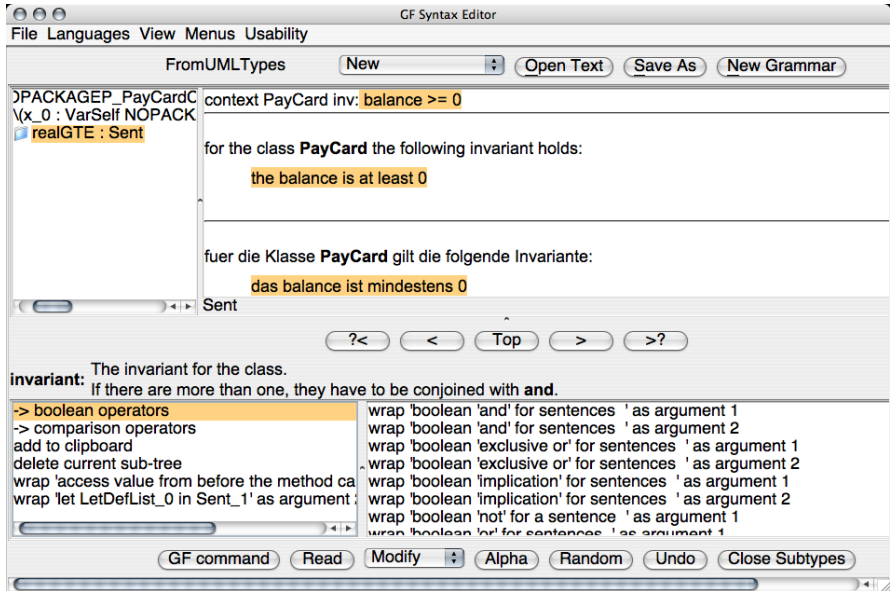 GF Syntax Editor
File Languages View Menus Usability
FromUMLTypes New Open Text Save As New Grammar
OPACKAGEP_PayCardC
\(x_0 : VarSelf NOPACK
realGTE : Sent
context PayCard inv: balance >= 0
for the class PayCard the following invariant holds:
the balance is at least 0
fuer die Klasse PayCard gilt die folgende Invariante:
das balance ist mindestens 0
Sent
?< < Top > >?
invariant: The invariant for the class.
If there are more than one, they have to be conjoined with and.
-> boolean operators
-> comparison operators
add to clipboard
delete current sub-tree
wrap 'access value from before the method ca
wrap 'let LetDefList_0 in Sent_1' as argument
wrap 'boolean 'and' for sentences ' as argument 1
wrap 'boolean 'and' for sentences ' as argument 2
wrap 'boolean 'exclusive or' for sentences ' as argument 1
wrap 'boolean 'exclusive or' for sentences ' as argument 2
wrap 'boolean 'implication' for sentences ' as argument 1
wrap 'boolean 'implication' for sentences ' as argument 2
wrap 'boolean 'not' for a sentence ' as argument 1
wrap 'boolean 'or' for sentences ' as argument 1
GF command Read Modify Alpha Random Undo Close Subtypes